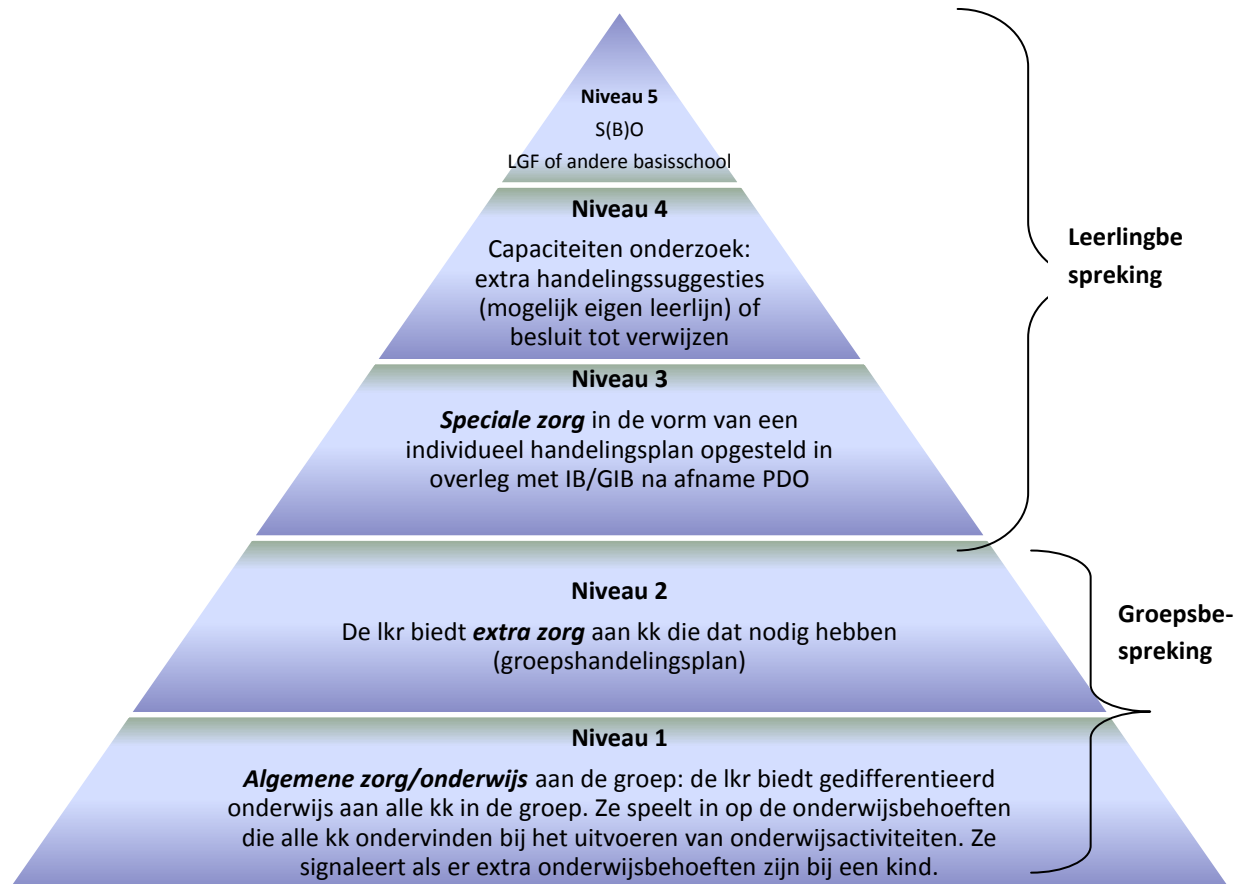 Niveau 5
S(B)O
LGF of andere basisschool
Niveau 4
Capaciteiten onderzoek:
extra handelingssuggesties
(mogelijk eigen leerlijn) of
besluit tot verwijzen
Leerlingbe
spreking
Niveau 3
Speciale zorg in de vorm van een
individueel handelingsplan opgesteld in
overleg met IB/GIB na afname PDO
Niveau 2
De lkr biedt extra zorg aan kk die dat nodig hebben
(groepshandelingsplan)
Groepsbe-
spreking
Niveau 1
Algemene zorg/onderwijs aan de groep: de lkr biedt gedifferentieerd
onderwijs aan alle kk in de groep. Ze speelt in op de onderwijsbehoeften
die alle kk ondervinden bij het uitvoeren van onderwijsactiviteiten. Ze
signaleert als er extra onderwijsbehoeften zijn bij een kind.